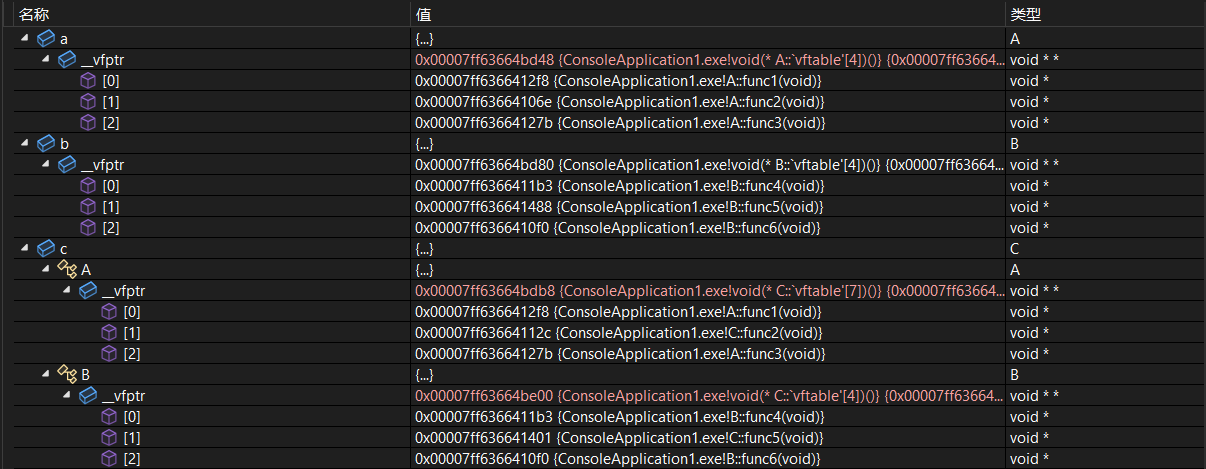 名称 值 类型
a {...} A
__vfptr 0x00007ff63664bd48 {ConsoleApplication1.exe!void(* A::`vftable'[4])()} {0x00007ff63664... void * *
[0] 0x00007ff6366412f8 {ConsoleApplication1.exe!A::func1(void)} void *
[1] 0x00007ff63664106e {ConsoleApplication1.exe!A::func2(void)} void *
[2] 0x00007ff63664127b {ConsoleApplication1.exe!A::func3(void)} void *
b {...} B
__vfptr 0x00007ff63664bd80 {ConsoleApplication1.exe!void(* B::`vftable'[4])()} {0x00007ff63664... void * *
[0] 0x00007ff6366411b3 {ConsoleApplication1.exe!B::func4(void)} void *
[1] 0x00007ff636641488 {ConsoleApplication1.exe!B::func5(void)} void *
[2] 0x00007ff6366410f0 {ConsoleApplication1.exe!B::func6(void)} void *
c {...} C
A {...} A
__vfptr 0x00007ff63664bdb8 {ConsoleApplication1.exe!void(* C::`vftable'[7])()} {0x00007ff63664... void * *
[0] 0x00007ff6366412f8 {ConsoleApplication1.exe!A::func1(void)} void *
[1] 0x00007ff63664112c {ConsoleApplication1.exe!C::func2(void)} void *
[2] 0x00007ff63664127b {ConsoleApplication1.exe!A::func3(void)} void *
B {...} B
__vfptr 0x00007ff63664be00 {ConsoleApplication1.exe!void(* C::`vftable'[4])()} {0x00007ff63664... void * *
[0] 0x00007ff6366411b3 {ConsoleApplication1.exe!B::func4(void)} void *
[1] 0x00007ff636641401 {ConsoleApplication1.exe!C::func5(void)} void *
[2] 0x00007ff6366410f0 {ConsoleApplication1.exe!B::func6(void)} void *